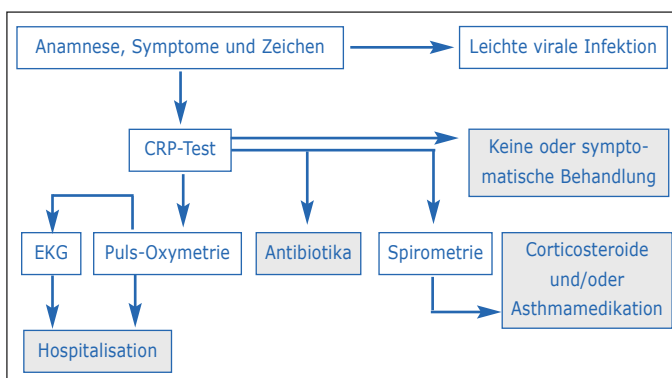 Anamnese, Symptome und Zeichen
Leichte virale Infektion
CRP-Test
Keine oder sympto-
matische Behandlung
EKG
Puls-Oxymetrie
Antibiotika
Spirometrie
Corticosteroide
und/oder
Asthmamedikation
Hospitalisation